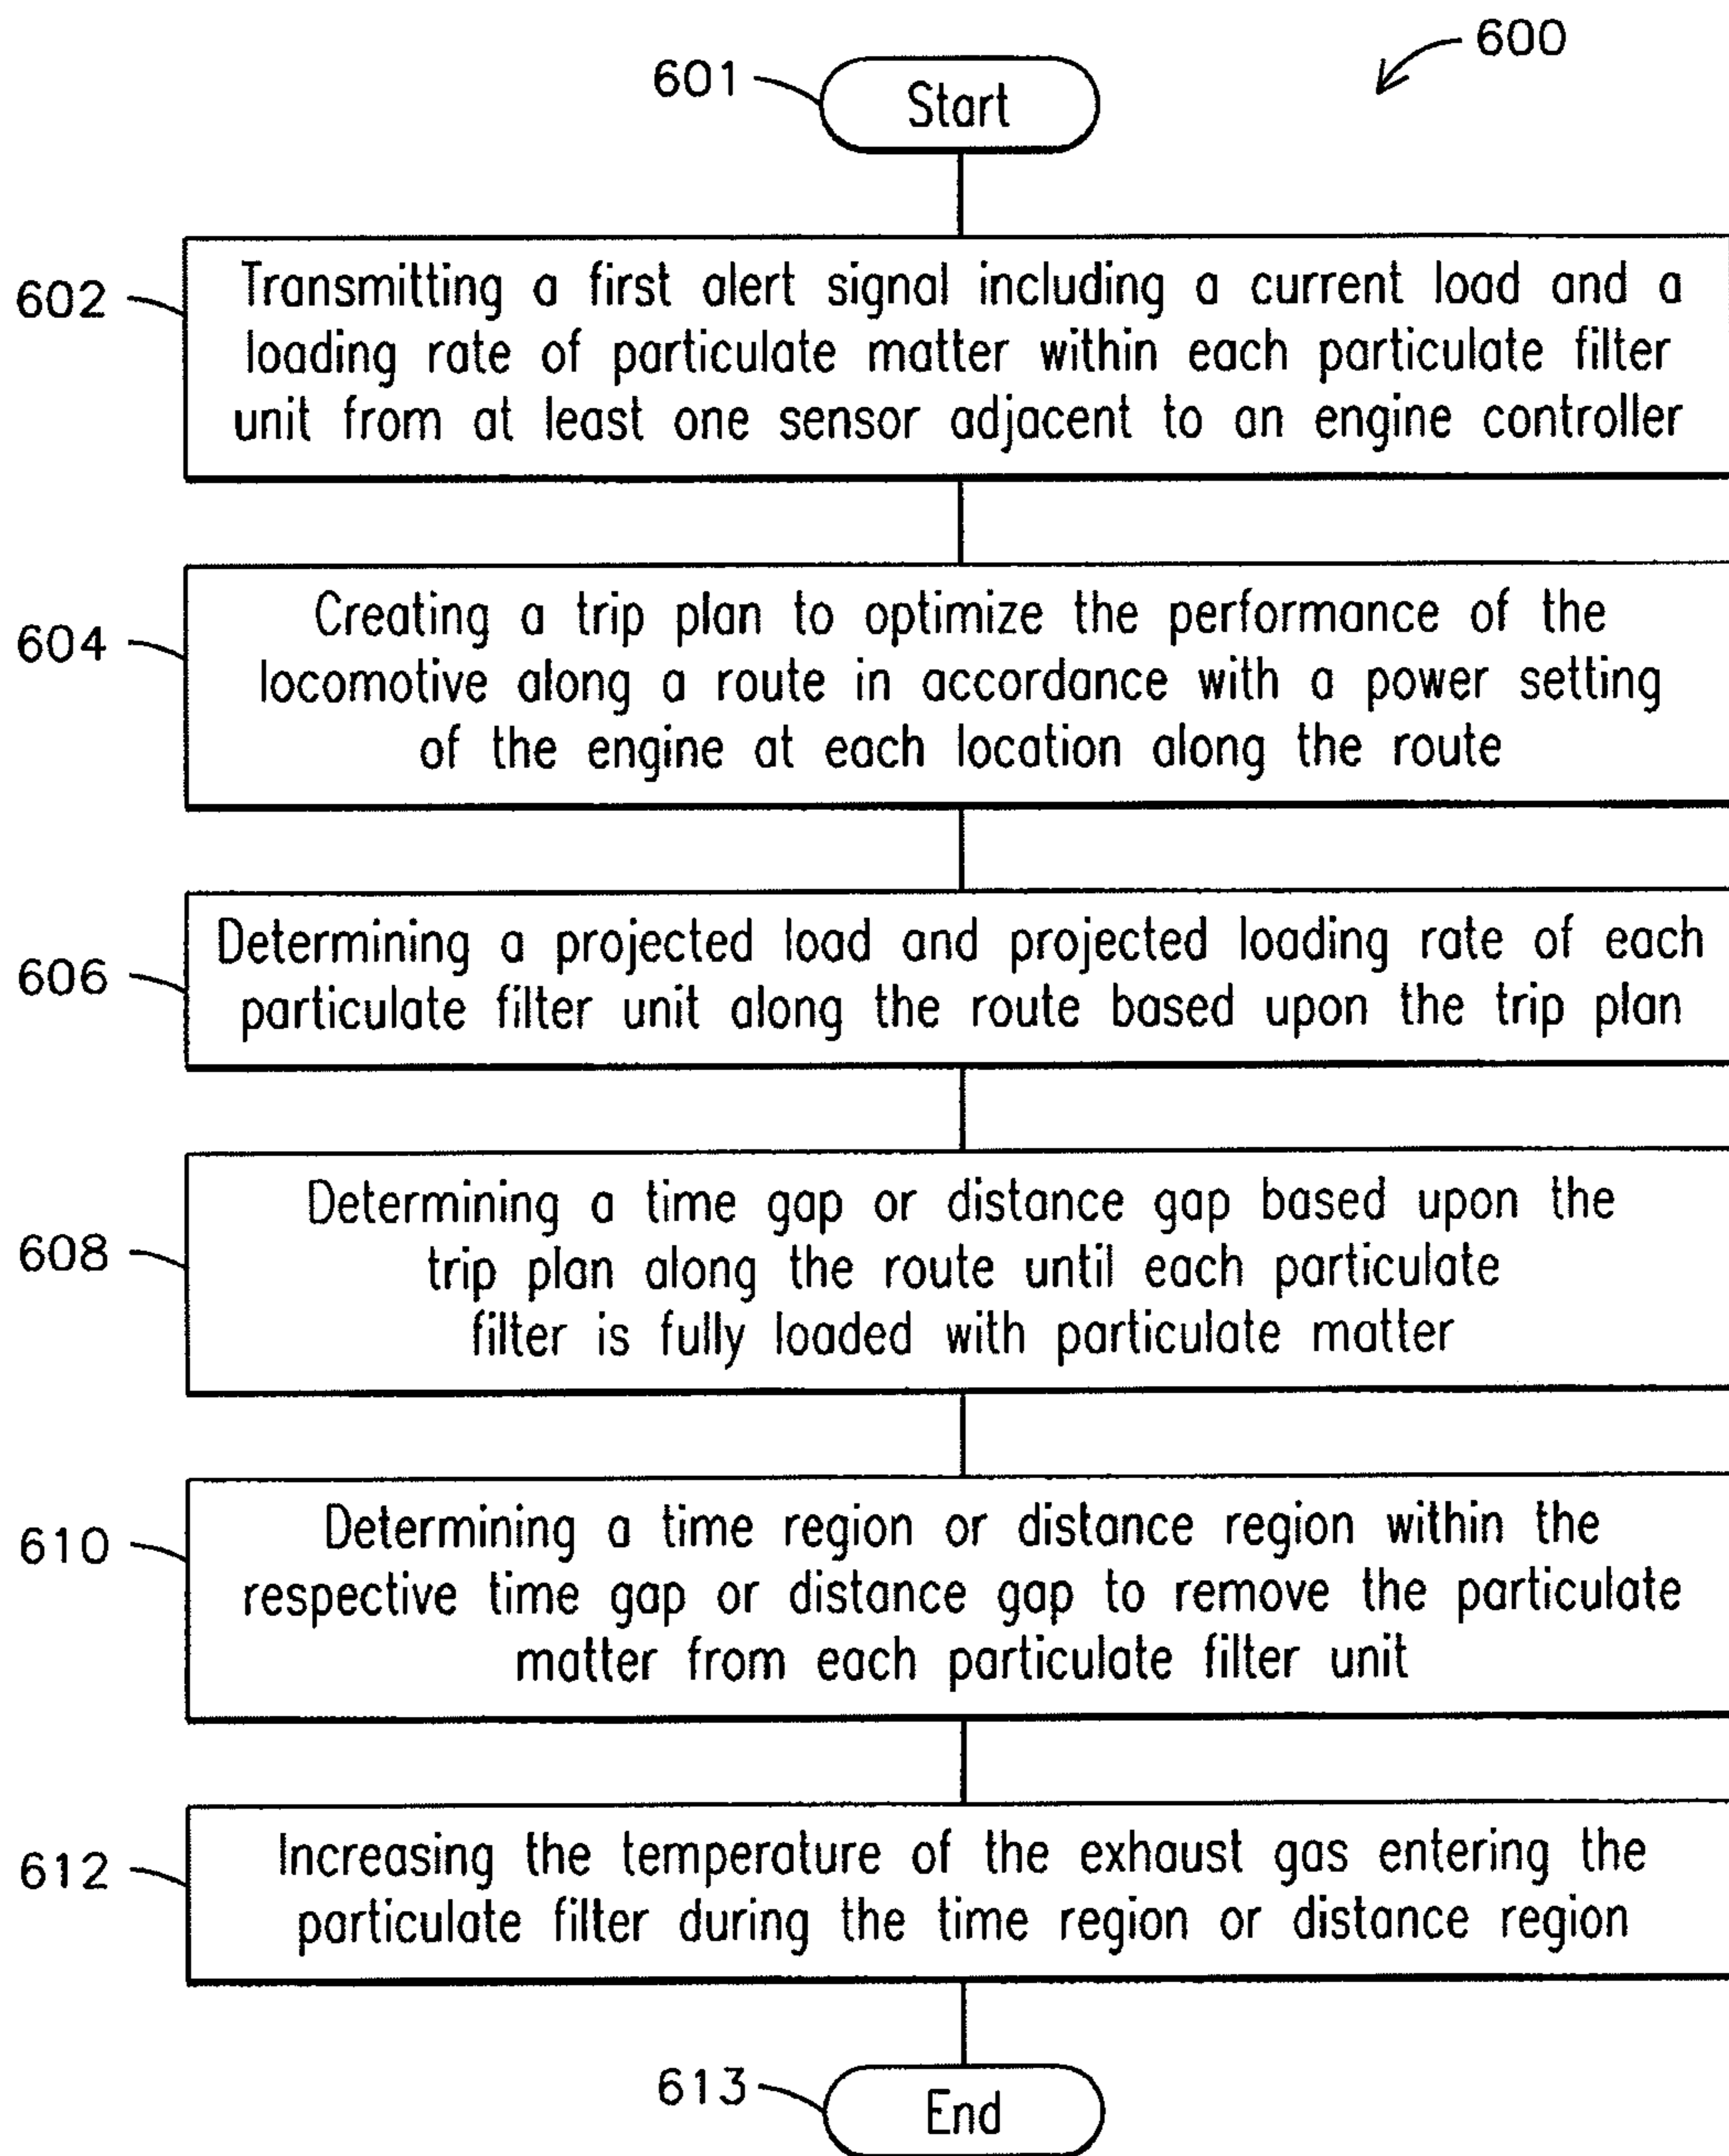 600
601
Start
602
Transmitting a first alert signal including a current load and a
loading rate of particulate matter within each particulate filter
unit from at least one sensor adjacent to an engine controller
604
Creating a trip plan to optimize the performance of the
locomotive along a route in accordance with a power setting
of the engine at each location along the route
606
Determining a projected load and projected loading rate of each
particulate filter unit along the route based upon the trip plan
608
Determining a time gap or distance gap based upon the
trip plan along the route until each particulate
filter is fully loaded with particulate matter
610
Determining a time region or distance region within the
respective time gap or distance gap to remove the particulate
matter from each particulate filter unit
612
Increasing the temperature of the exhaust gas entering the
particulate filter during the time region or distance region
613
End